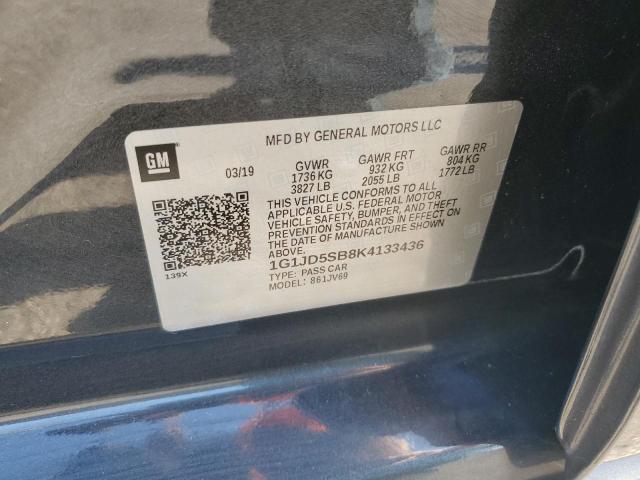 MFD BY GENERAL MOTORS LLC
GM
03/19
GVWR
1736 KG
3827 LB
GAWR FRT
932 KG
2055 LB
GAWR RR
804 KG
1772 LB
THIS VEHICLE CONFORMS TO ALL
APPLICABLE U.S. FEDERAL MOTOR
VEHICLE SAFETY, BUMPER, AND THEFT
PREVENTION STANDARDS IN EFFECT ON
THE DATE OF MANUFACTURE SHOWN
ABOVE.
1G1JD5SB8K4133436
TYPE: PASS CAR
MODEL: 861JV69
139X